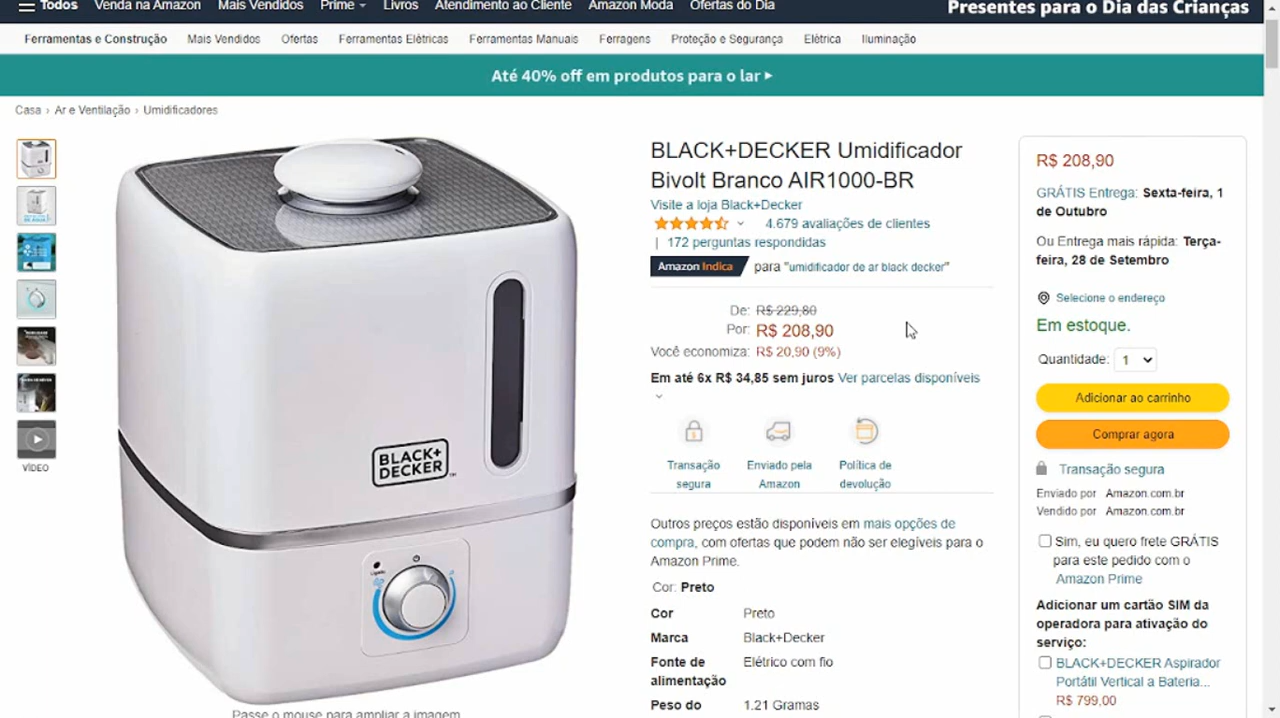 Todos Venda na Amazon Mais Vendidos Prime Livros Atendimento ao Cliente Amazon Moda Ofertas do Dia Presentes para o Dia das Crianças
Ferramentas e Construção Mais Vendidos Ofertas Ferramentas Elétricas Ferramentas Manuais Ferragens Proteção e Segurança Elétrica Iluminação
Até 40% off em produtos para o lar
Casa › Ar e Ventilação › Umidificadores
VÍDEO
BLACK+
DECKER
Passe o mouse para ampliar a imagem
BLACK+DECKER Umidificador
Bivolt Branco AIR1000-BR
Visite a loja Black+Decker
4.679 avaliações de clientes
| 172 perguntas respondidas
Amazon Indica para "umidificador de ar black decker"
De: R$ 229,80
Por: R$ 208,90
Você economiza: R$ 20,90 (9%)
Em até 6x R$ 34,85 sem juros Ver parcelas disponíveis
Transação segura
Enviado pela Amazon
Política de devolução
Outros preços estão disponíveis em mais opções de
compra, com ofertas que podem não ser elegíveis para o
Amazon Prime.
Cor: Preto
Cor Preto
Marca Black+Decker
Fonte de alimentação Elétrico com fio
Peso do 1.21 Gramas
R$ 208,90
GRÁTIS Entrega: Sexta-feira, 1
de Outubro
Ou Entrega mais rápida: Terça-
feira, 28 de Setembro
Selecione o endereço
Em estoque.
Quantidade: 1
Adicionar ao carrinho
Comprar agora
Transação segura
Enviado por Amazon.com.br
Vendido por Amazon.com.br
Sim, eu quero frete GRÁTIS
para este pedido com o
Amazon Prime
Adicionar um cartão SIM da
operadora para ativação do
serviço:
BLACK+DECKER Aspirador
Portátil Vertical a Bateria...
R$ 799,00